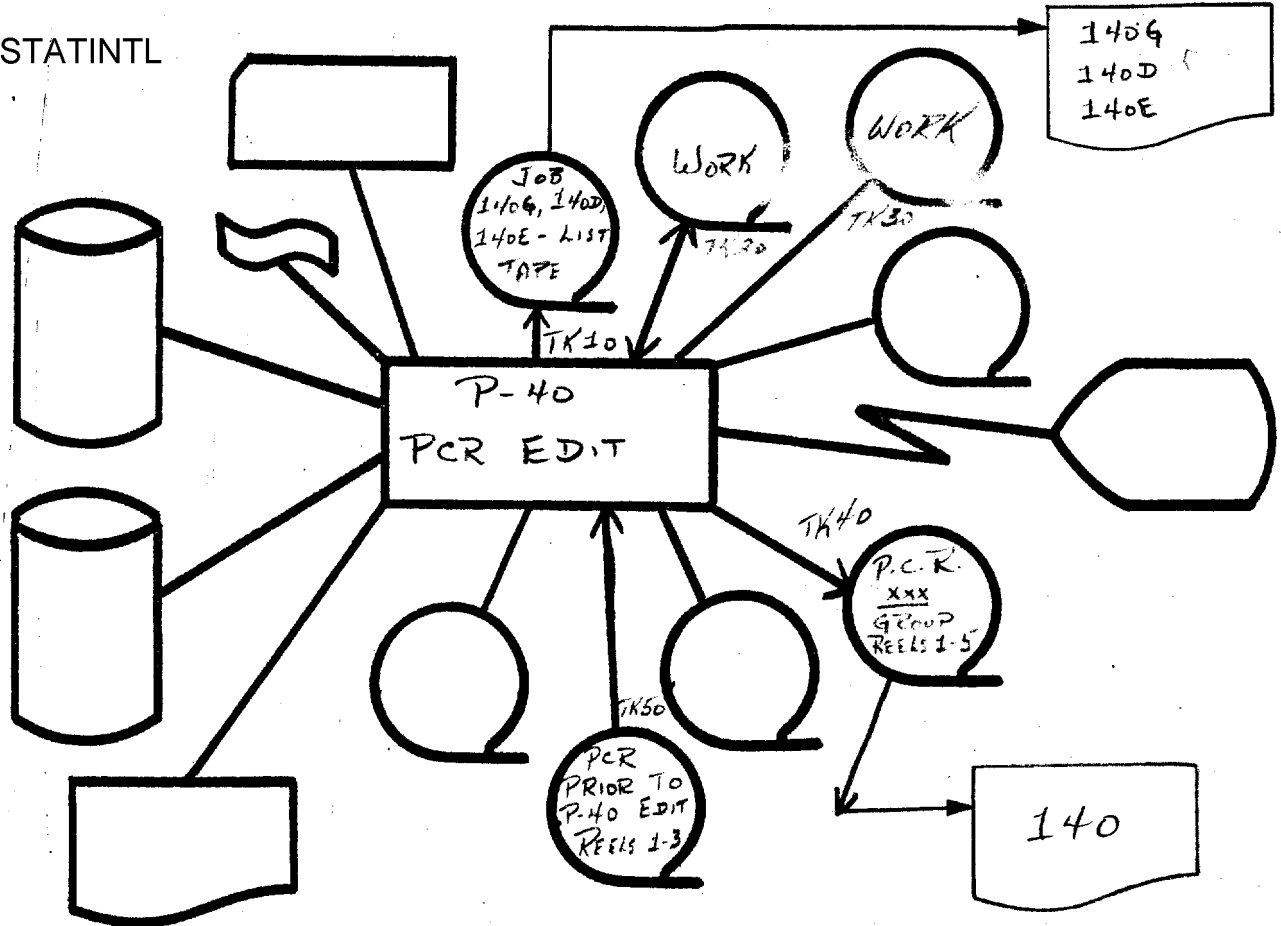 STATINTL
140G
140D
140E
WORK
WORK
JOB
140G, 140D,
140E - LIST
TAPE
TK30
TK10
P-40
PCR EDIT
TK40
P.C.R.
xxx
GROUP
REELS 1-5
TK50
PCR
PRIOR TO
P-40 EDIT
REELS 1-3
140